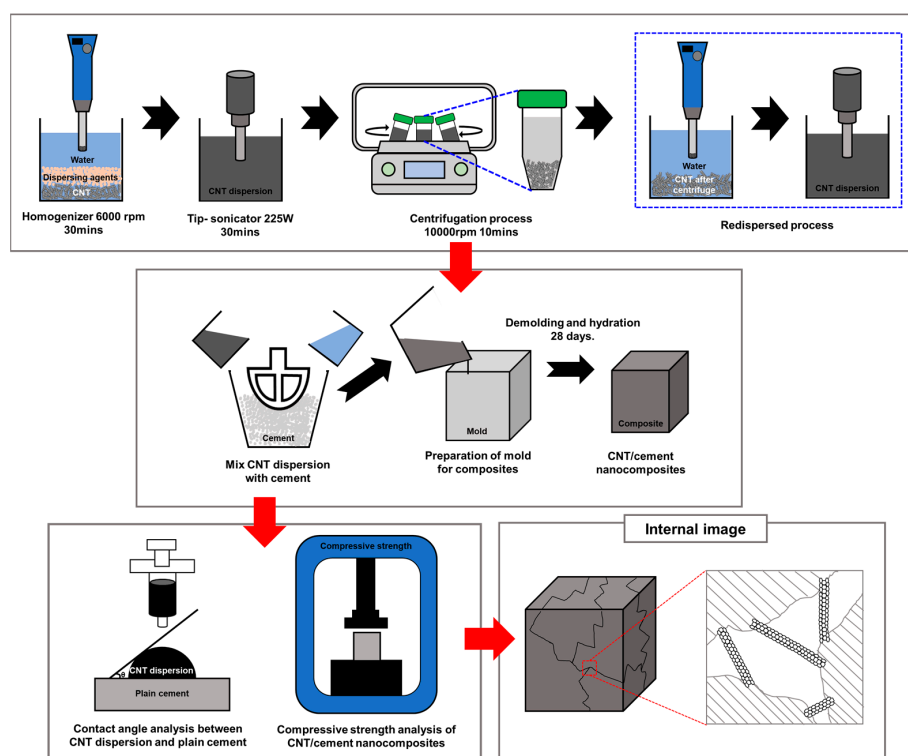 Water
Dispersing agents
CNT
Homogenizer 6000 rpm
30mins
CNT dispersion
Tip- sonicator 225W
30mins
Centrifugation process
10000rpm 10mins
Water
CNT after
centrifuge
CNT dispersion
Redispersed process
Cement
Mix CNT dispersion
with cement
Mold
Preparation of mold
for composites
Demolding and hydration
28 days.
Composite
CNT/cement
nanocomposites
θ
CNT dispersion
Plain cement
Contact angle analysis between
CNT dispersion and plain cement
Compressive strength
Compressive strength analysis of
CNT/cement nanocomposites
Internal image